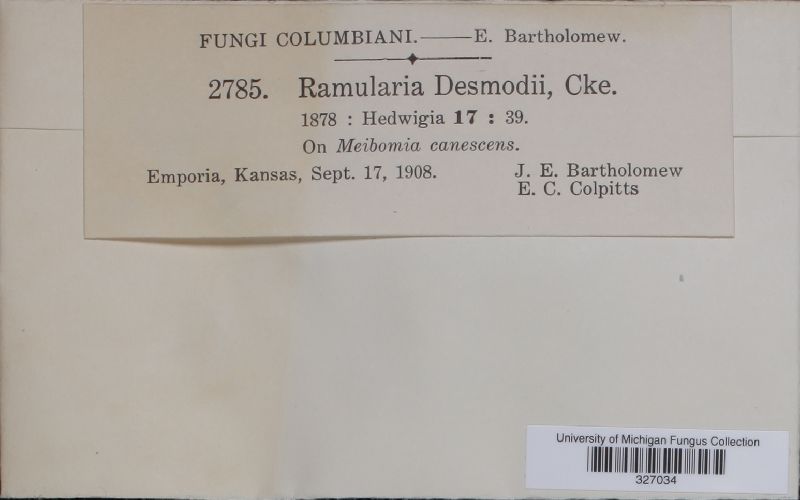 FUNGI COLUMBIANI.——E. Bartholomew.
2785. Ramularia Desmodii, Cke.
1878 : Hedwigia 17 : 39.
On Meibomia canescens.
Emporia, Kansas, Sept. 17, 1908.
J. E. Bartholomew
E. C. Colpitts
University of Michigan Fungus Collection
327034